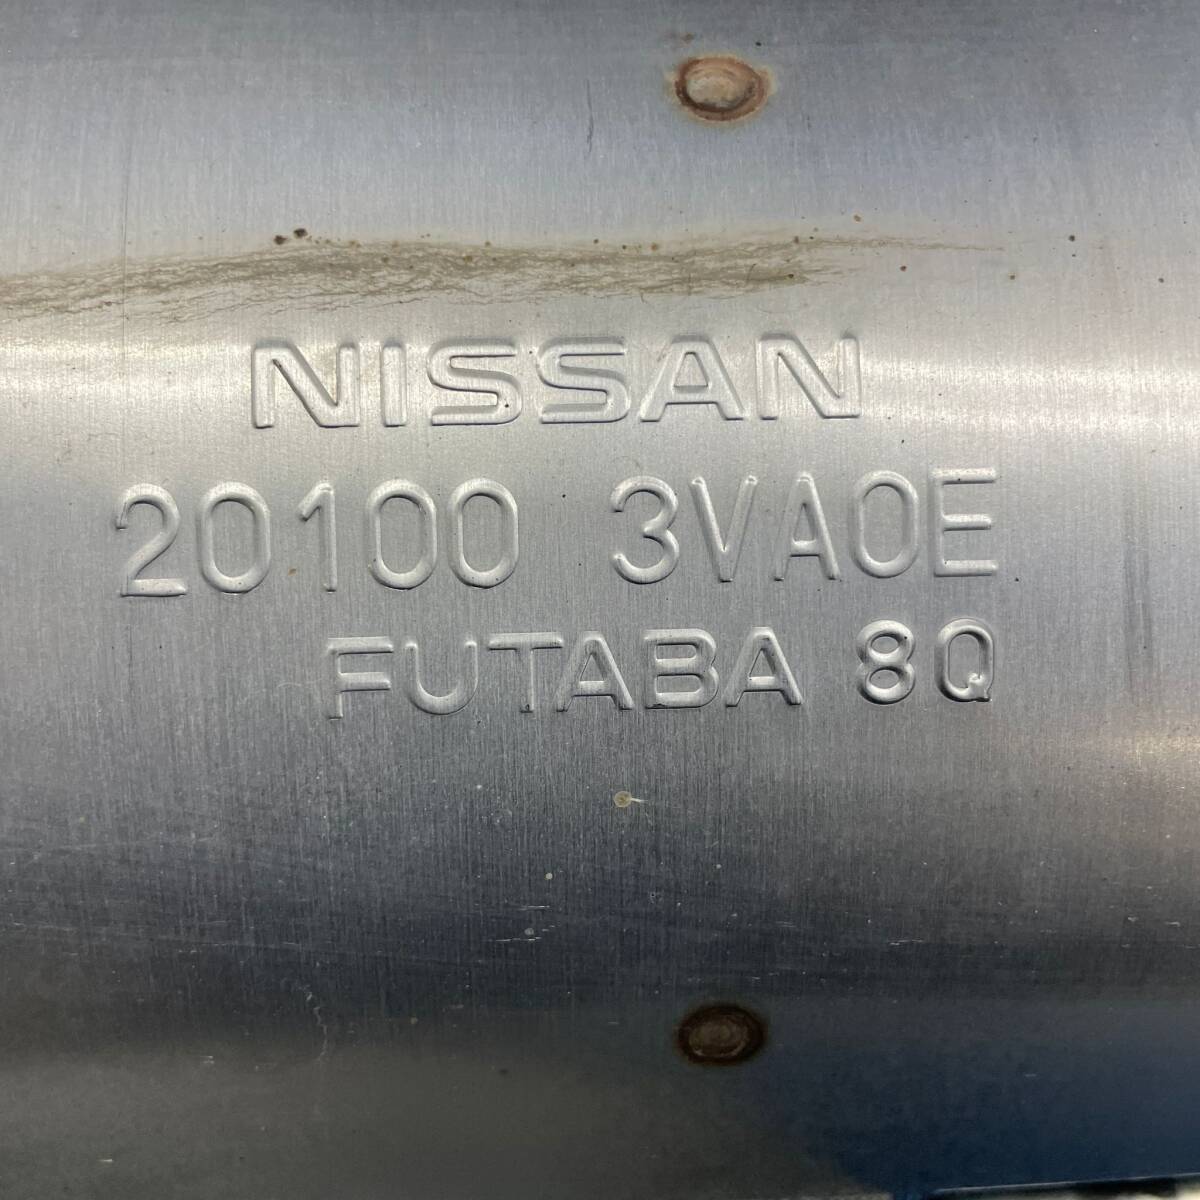 NISSAN
20100 3VA0E
FUTABA 8Q